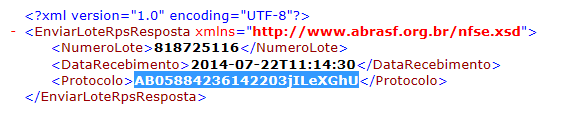 <?xml version="1.0" encoding="UTF-8"?>
- <EnviarLoteRpsResposta xmlns="http://www.abrasf.org.br/nfse.xsd">
<NumeroLote>818725116</NumeroLote>
<DataRecebimento>2014-07-22T11:14:30</DataRecebimento>
<Protocolo>AB05884236142203jILeXGhU</Protocolo>
</EnviarLoteRpsResposta>